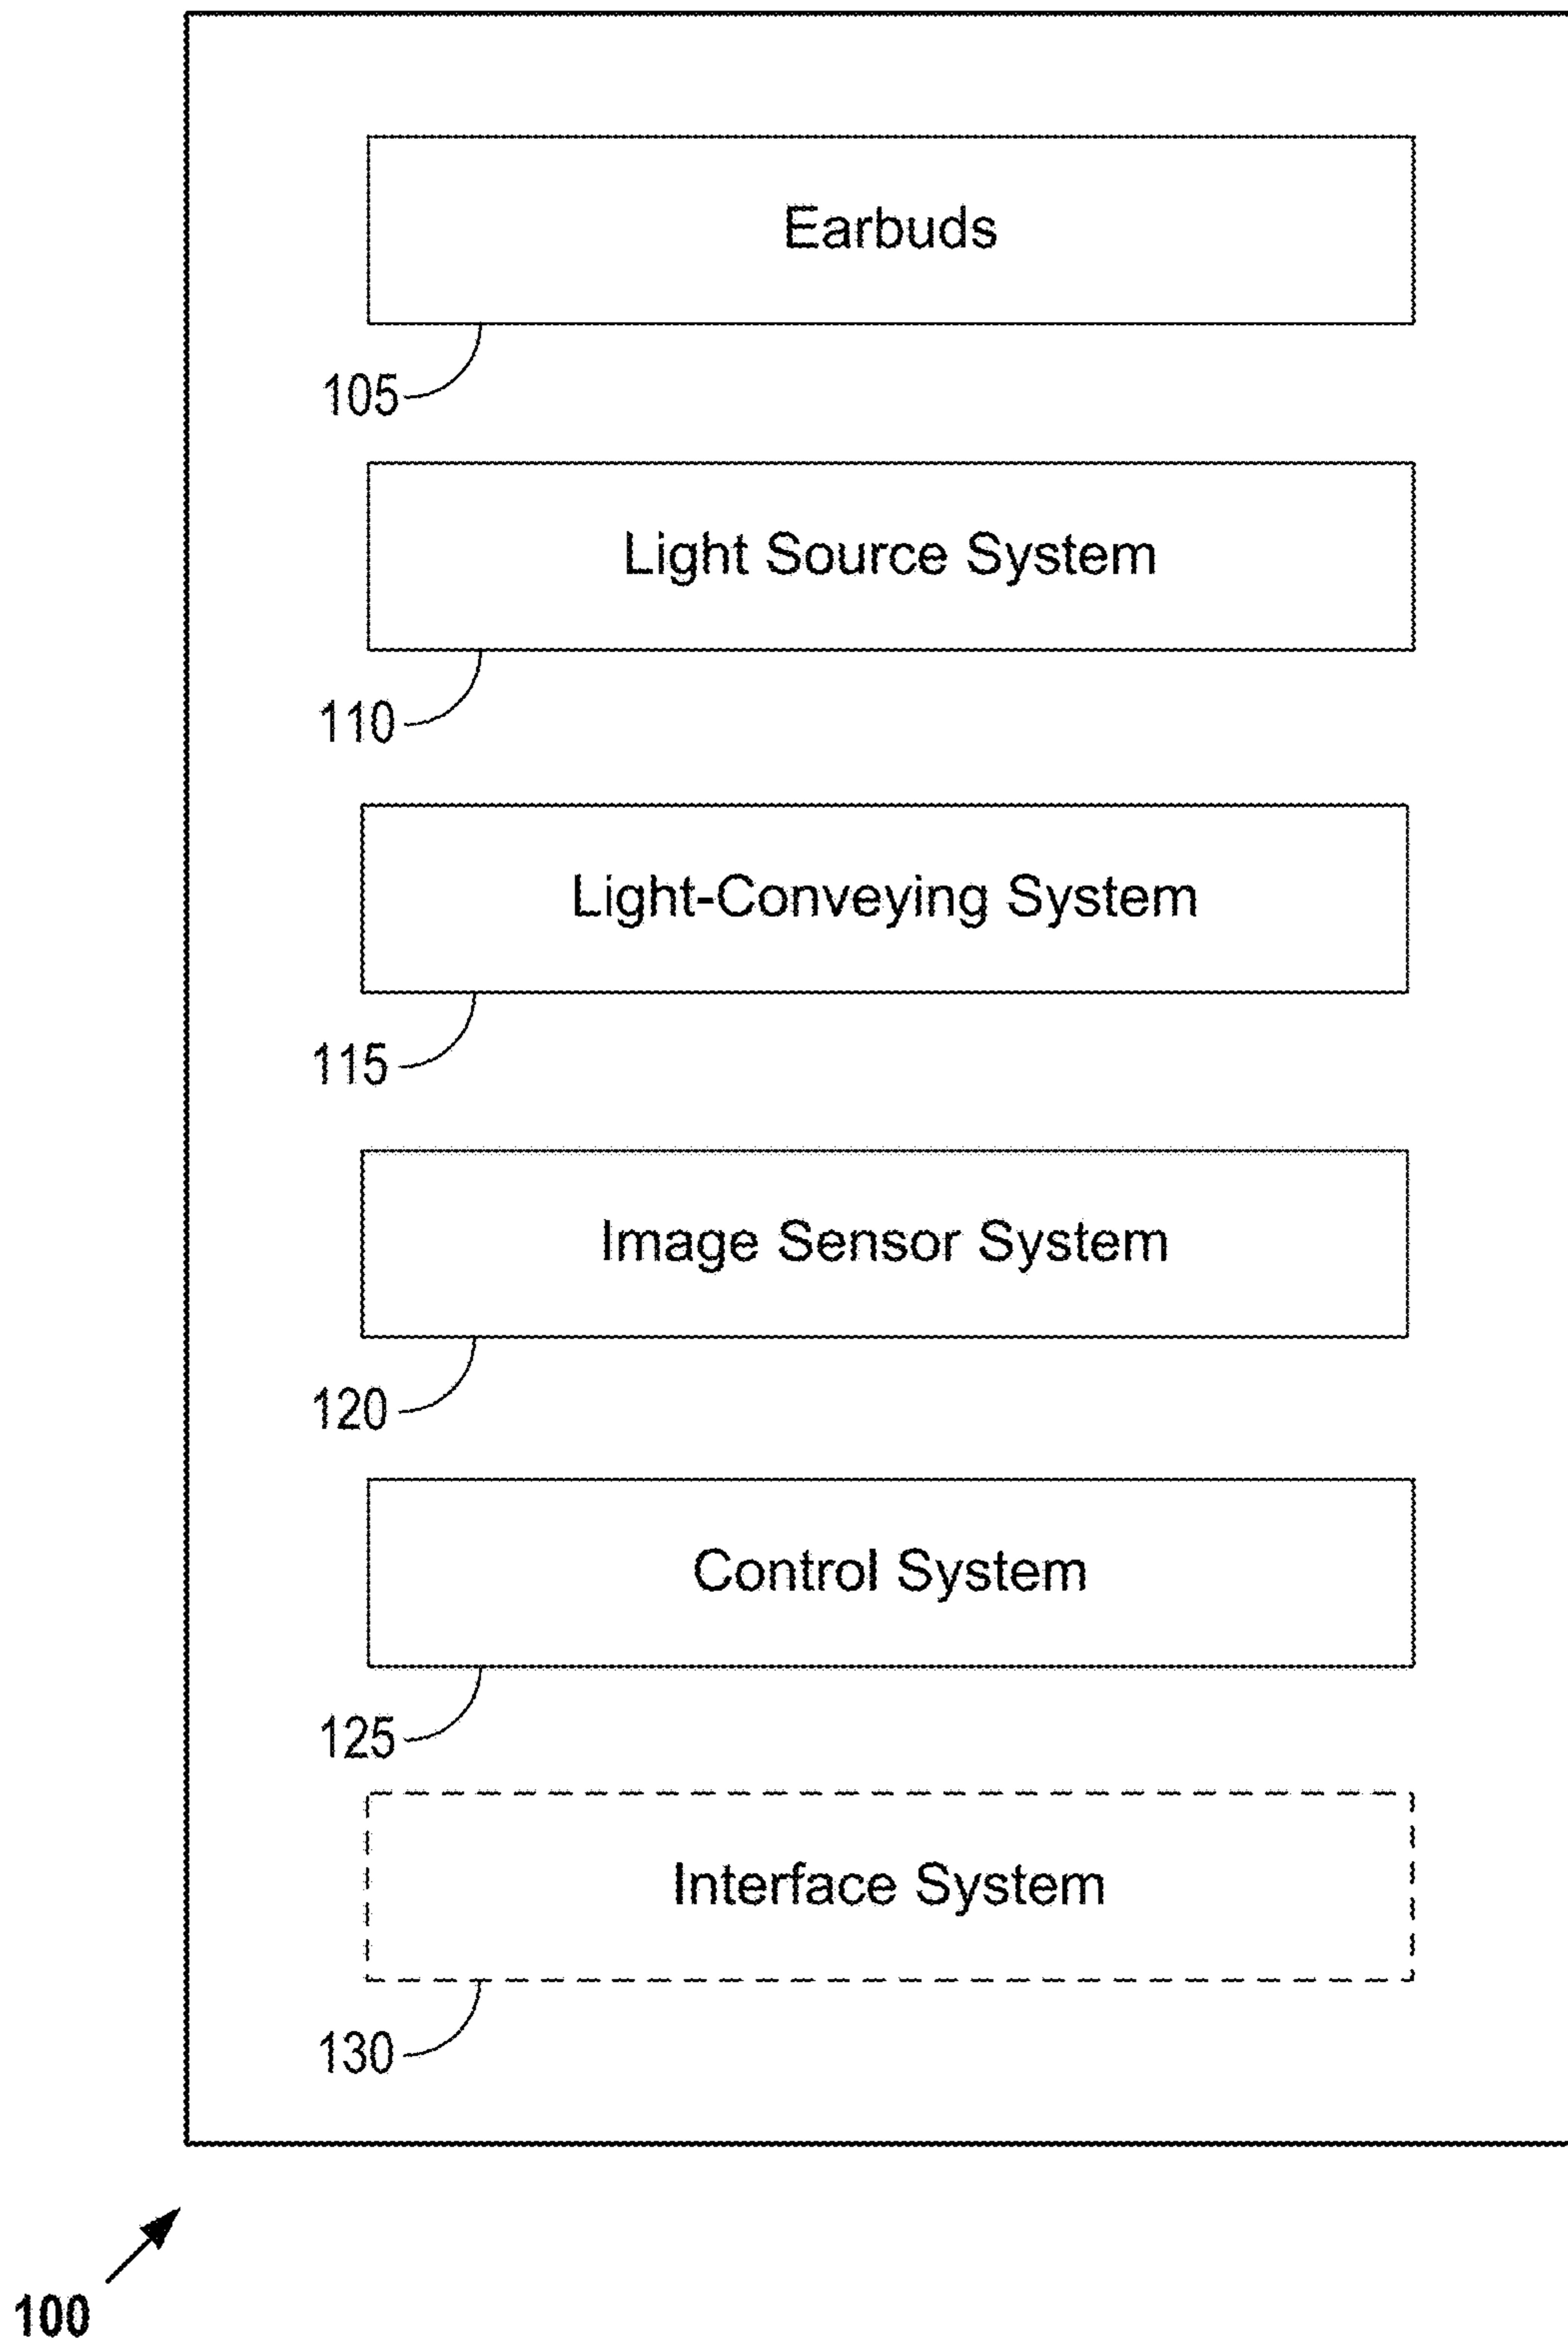 Earbuds
105
Light Source System
110
Light-Conveying System
115
Image Sensor System
120
Control System
125
Interface System
130
100